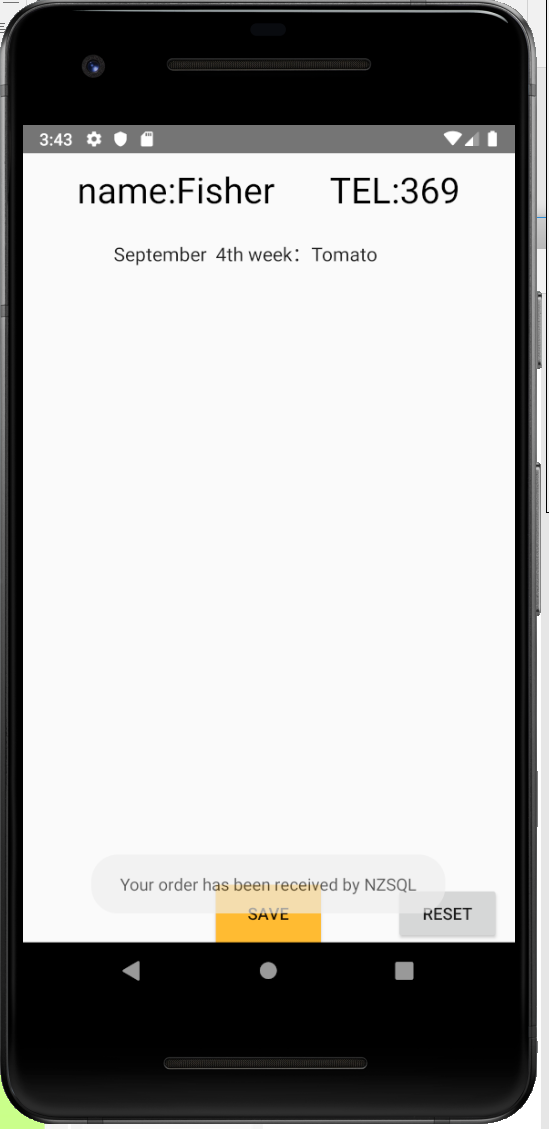 3:43
name:Fisher TEL:369
September 4th week：Tomato
Your order has been received by NZSQL
SAVE RESET